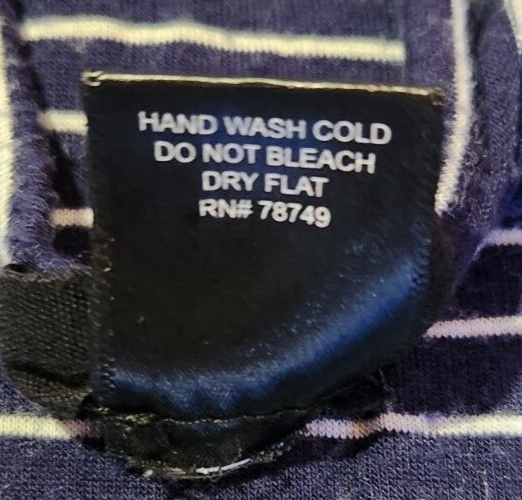 HAND WASH COLD
DO NOT BLEACH
DRY FLAT
RN# 78749